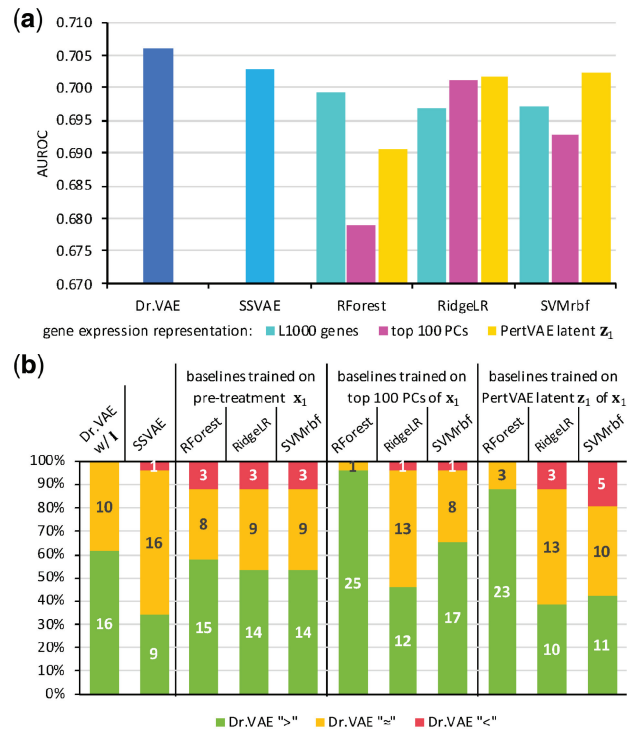 (a)
0.710
0.705
0.700
0.695
0.690
0.685
0.680
0.675
0.670
AUROC
Dr.VAE SSVAE RForest RidgeLR SVMrbf
gene expression representation: L1000 genes top 100 PCs PertVAE latent z₁
(b)
baselines trained on baselines trained on baselines trained on
pre-treatment x₁ top 100 PCs of x₁ PertVAE latent z₁ of x₁
Dr.VAE w/ I SSVAE RForest RidgeLR SVMrbf RForest RidgeLR SVMrbf RForest RidgeLR SVMrbf
100%
90%
80%
70%
60%
50%
40%
30%
20%
10%
0%
1 3 3 3 1 1 1 3 3 5
10 16 8 9 9 13 8 13 10
16 9 15 14 14 25 12 17 23 10 11
Dr.VAE ">" Dr.VAE "≈" Dr.VAE "<"